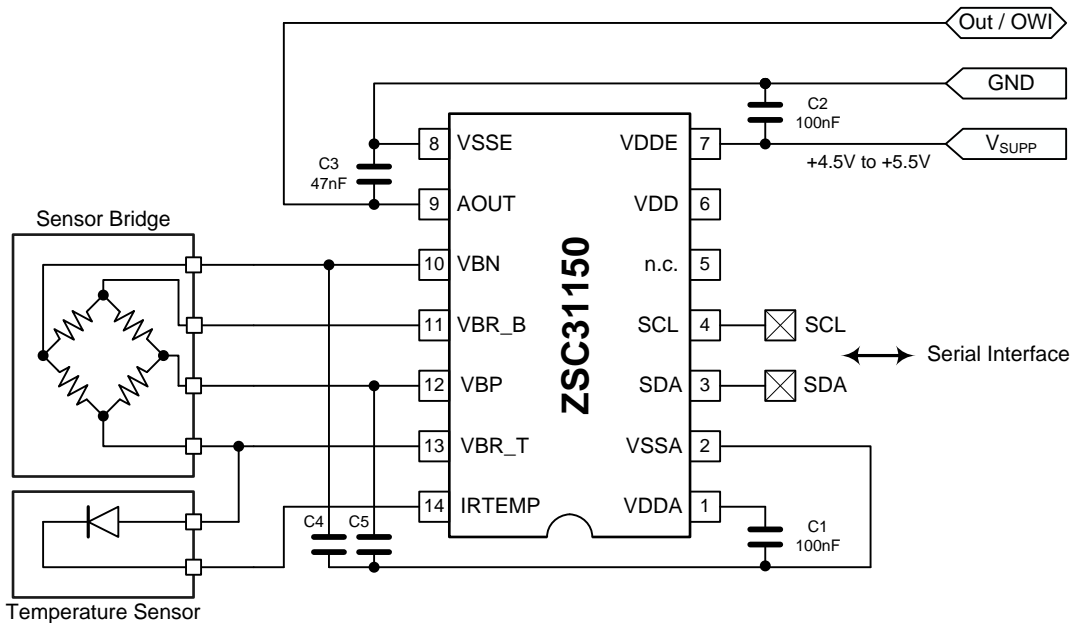 Out / OWI
GND
C2
100nF
V_SUPP
+4.5V to +5.5V
C3
47nF
8 VSSE VDDE 7
9 AOUT VDD 6
Sensor Bridge
10 VBN n.c. 5
11 VBR_B SCL 4 SCL
ZSC31150
Serial Interface
12 VBP SDA 3 SDA
13 VBR_T VSSA 2
14 IRTEMP VDDA 1
C4 C5
C1
100nF
Temperature Sensor